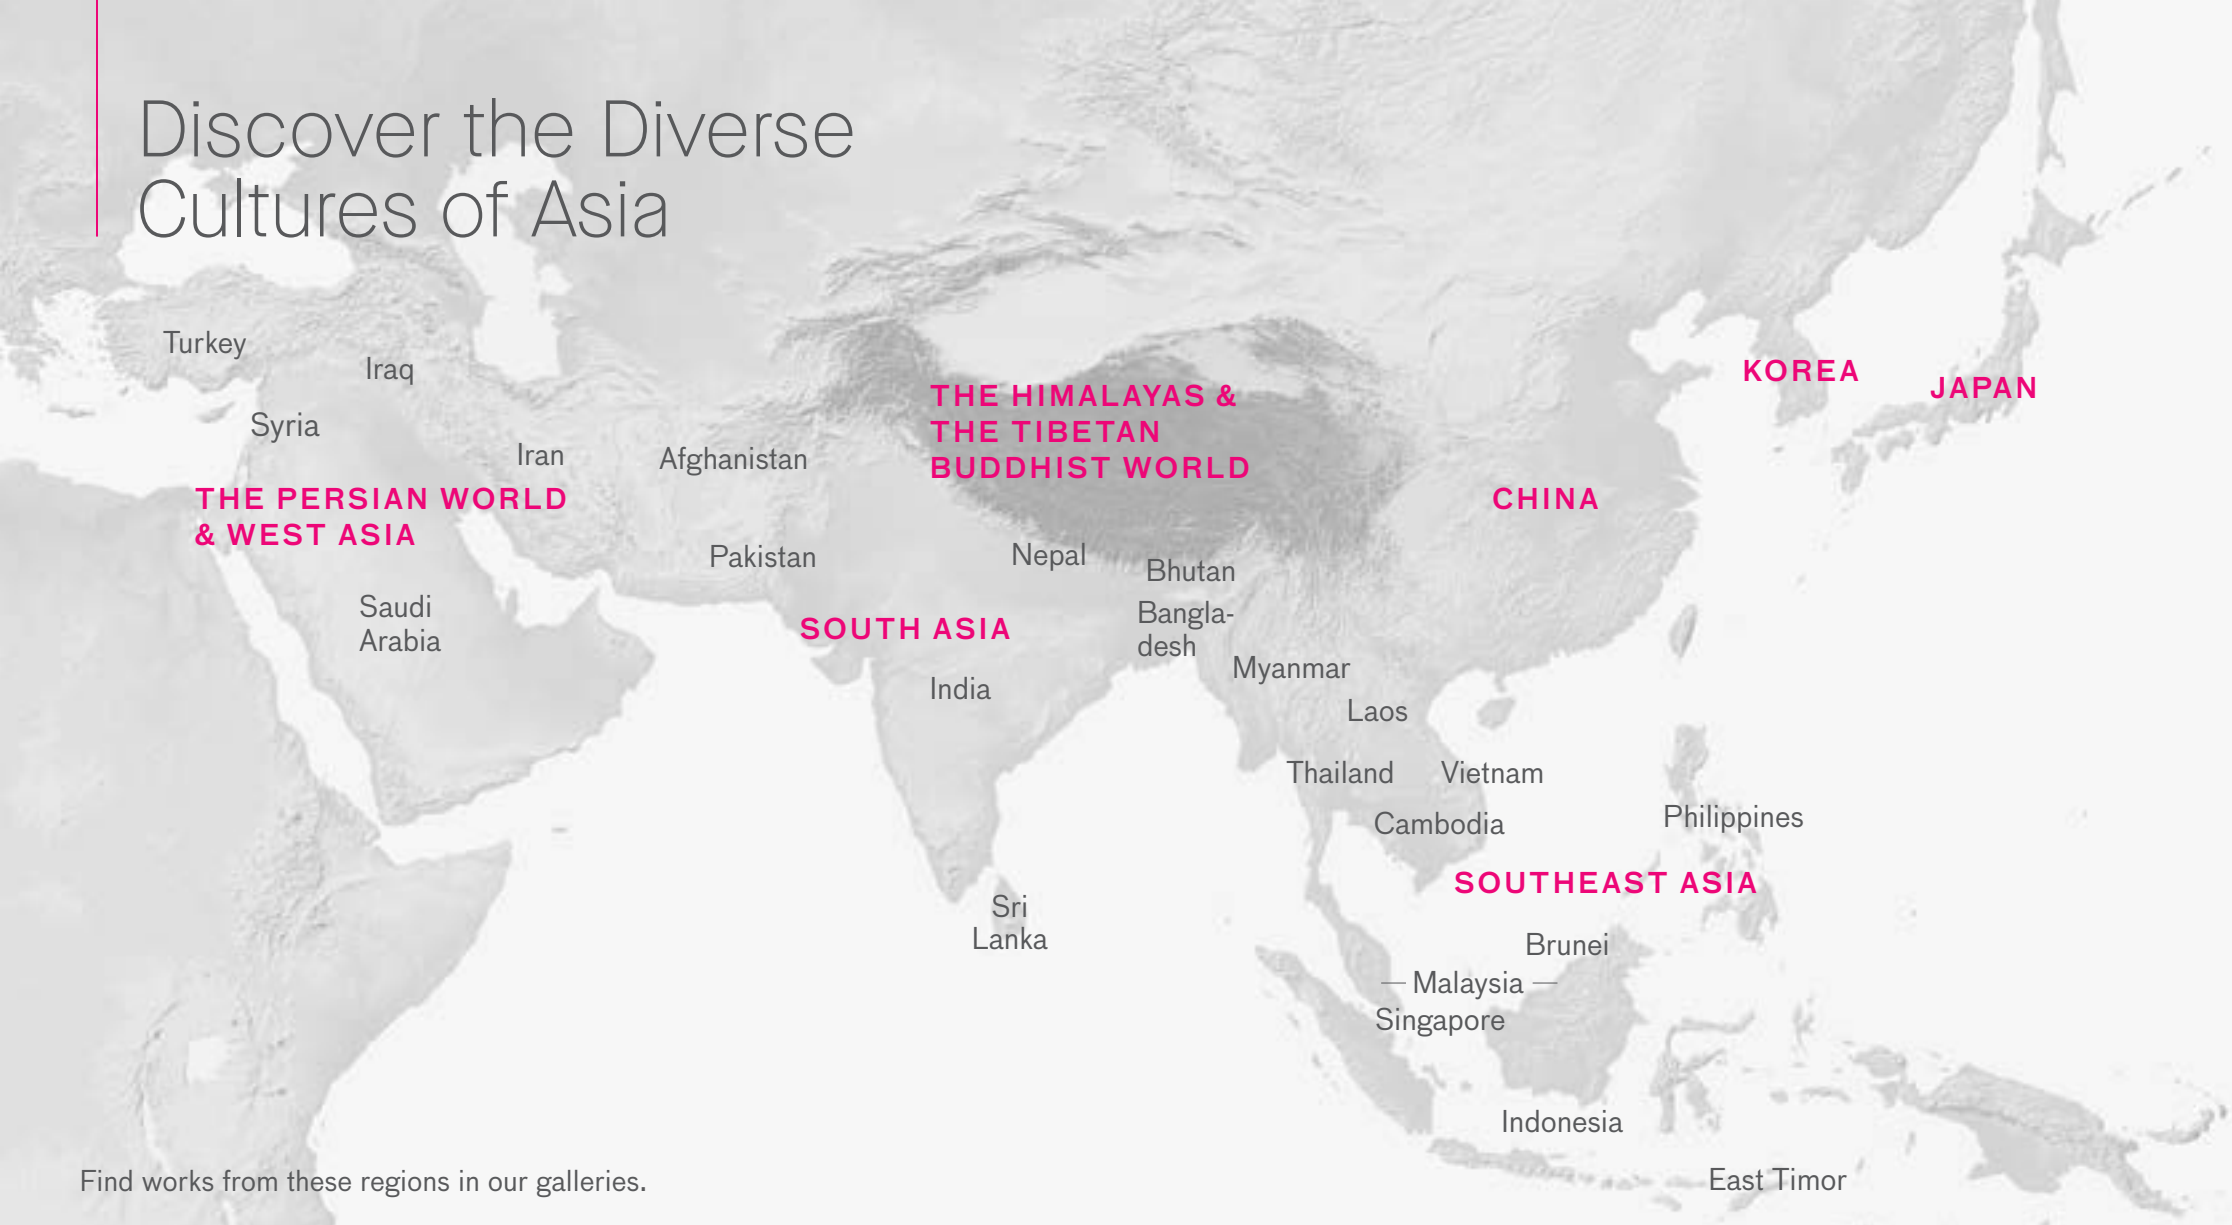 Discover the Diverse
Cultures of Asia
Turkey
Iraq
Syria
Iran
Afghanistan
THE PERSIAN WORLD
& WEST ASIA
Saudi
Arabia
Pakistan
THE HIMALAYAS &
THE TIBETAN
BUDDHIST WORLD
Nepal
Bhutan
Bangla-
desh
SOUTH ASIA
India
Sri
Lanka
KOREA
JAPAN
CHINA
Myanmar
Laos
Thailand
Vietnam
Cambodia
Philippines
SOUTHEAST ASIA
Brunei
— Malaysia —
Singapore
Indonesia
East Timor
Find works from these regions in our galleries.